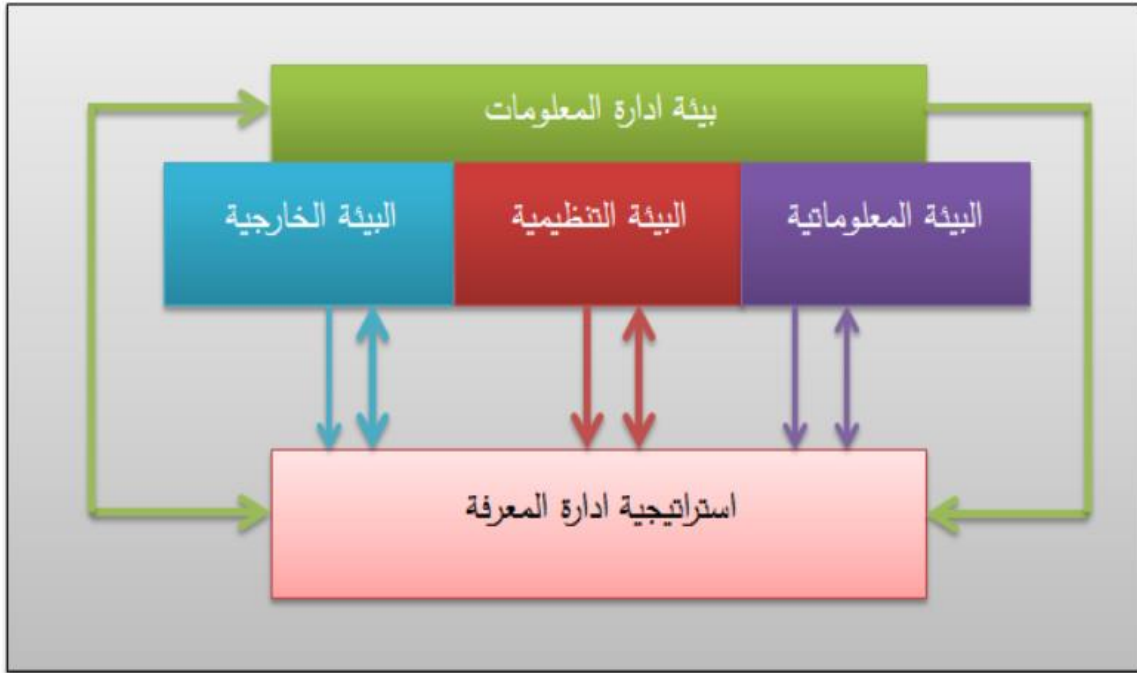 بيئة ادارة المعلومات
البيئة المعلوماتية
البيئة التنظيمية
البيئة الخارجية
استراتيجية ادارة المعرفة